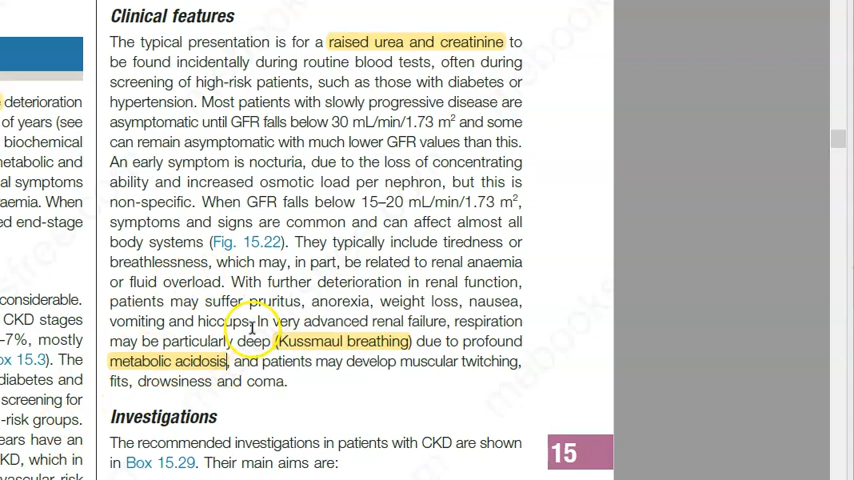 deterioration
of years (see
biochemical
metabolic and
al symptoms
aemia. When
ed end-stage
considerable.
CKD stages
–7%, mostly
ox 15.3). The
diabetes and
screening for
-risk groups.
ears have an
KD, which in
vascular risk
Clinical features
The typical presentation is for a raised urea and creatinine to
be found incidentally during routine blood tests, often during
screening of high-risk patients, such as those with diabetes or
hypertension. Most patients with slowly progressive disease are
asymptomatic until GFR falls below 30 mL/min/1.73 m² and some
can remain asymptomatic with much lower GFR values than this.
An early symptom is nocturia, due to the loss of concentrating
ability and increased osmotic load per nephron, but this is
non-specific. When GFR falls below 15–20 mL/min/1.73 m²,
symptoms and signs are common and can affect almost all
body systems (Fig. 15.22). They typically include tiredness or
breathlessness, which may, in part, be related to renal anaemia
or fluid overload. With further deterioration in renal function,
patients may suffer pruritus, anorexia, weight loss, nausea,
vomiting and hiccups. In very advanced renal failure, respiration
may be particularly deep (Kussmaul breathing) due to profound
metabolic acidosis, and patients may develop muscular twitching,
fits, drowsiness and coma.
Investigations
The recommended investigations in patients with CKD are shown
in Box 15.29. Their main aims are:
15